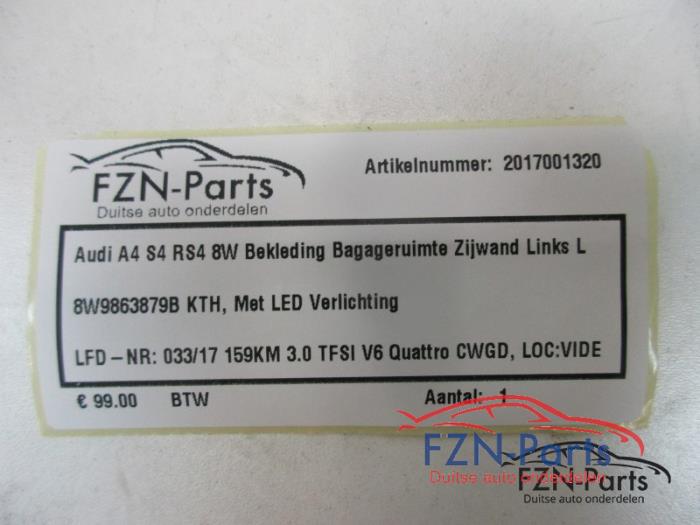 FZN-Parts
Duitse auto onderdelen
Artikelnummer: 2017001320
Audi A4 S4 RS4 8W Bekleding Bagageruimte Zijwand Links L
8W9863879B KTH, Met LED Verlichting
LFD-NR: 033/17 159KM 3.0 TFSI V6 Quattro CWGD, LOC:VIDE
€ 99.00 BTW Aantal: 1
FZN-Parts
Duitse auto onderdelen
FZN-Parts
Duitse auto onderdelen